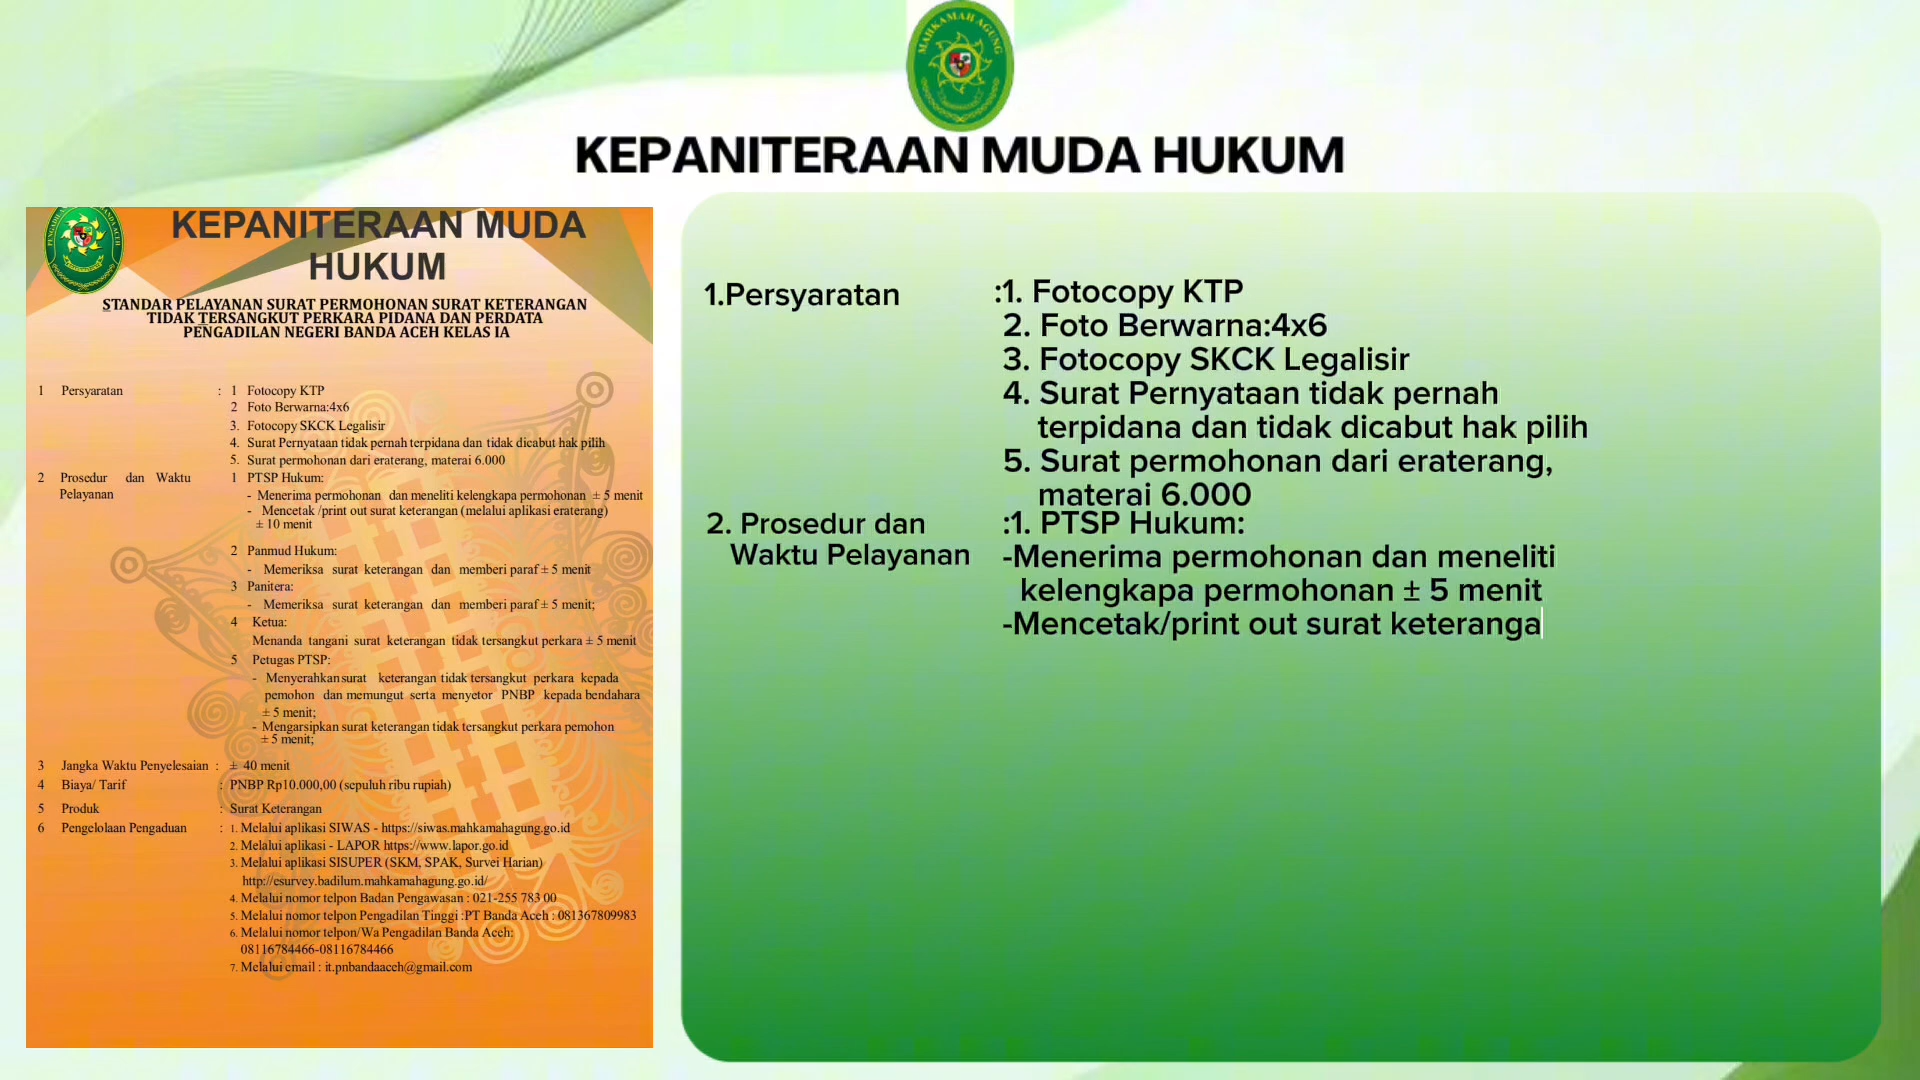 MAHKAMAH AGUNG
KEPANITERAAN MUDA HUKUM
KEPANITERAAN MUDA
HUKUM
STANDAR PELAYANAN SURAT PERMOHONAN SURAT KETERANGAN
TIDAK TERSANGKUT PERKARA PIDANA DAN PERDATA
PENGADILAN NEGERI BANDA ACEH KELAS IA
1 Persyaratan : 1 Fotocopy KTP
2 Foto Berwarna:4x6
3. Fotocopy SKCK Legalisir
4. Surat Pernyataan tidak pernah terpidana dan tidak dicabut hak pilih
5. Surat permohonan dari eraterang, materai 6.000
2 Prosedur dan Waktu 1 PTSP Hukum:
Pelayanan - Menerima permohonan dan meneliti kelengkapa permohonan ± 5 menit
- Mencetak /print out surat keterangan (melalui aplikasi eraterang)
± 10 menit
2 Panmud Hukum:
- Memeriksa surat keterangan dan memberi paraf ± 5 menit
3 Panitera:
- Memeriksa surat keterangan dan memberi paraf ± 5 menit;
4 Ketua:
Menanda tangani surat keterangan tidak tersangkut perkara ± 5 menit
5 Petugas PTSP:
- Menyerahkan surat keterangan tidak tersangkut perkara kepada
pemohon dan memungut serta menyetor PNBP kepada bendahara
± 5 menit;
- Mengarsipkan surat keterangan tidak tersangkut perkara pemohon
± 5 menit;
3 Jangka Waktu Penyelesaian : ± 40 menit
4 Biaya/ Tarif : PNBP Rp10.000,00 (sepuluh ribu rupiah)
5 Produk : Surat Keterangan
6 Pengelolaan Pengaduan : 1. Melalui aplikasi SIWAS - https://siwas.mahkamahagung.go.id
2. Melalui aplikasi - LAPOR https://www.lapor.go.id
3. Melalui aplikasi SISUPER (SKM, SPAK, Survei Harian)
http://esurvey.badilum.mahkamahagung.go.id/
4. Melalui nomor telpon Badan Pengawasan : 021-255 783 00
5. Melalui nomor telpon Pengadilan Tinggi :PT Banda Aceh : 081367809983
6. Melalui nomor telpon/Wa Pengadilan Banda Aceh:
08116784466-08116784466
7. Melalui email : it.pnbandaaceh@gmail.com
1.Persyaratan :1. Fotocopy KTP
2. Foto Berwarna:4x6
3. Fotocopy SKCK Legalisir
4. Surat Pernyataan tidak pernah
terpidana dan tidak dicabut hak pilih
5. Surat permohonan dari eraterang,
materai 6.000
2. Prosedur dan :1. PTSP Hukum:
Waktu Pelayanan -Menerima permohonan dan meneliti
kelengkapa permohonan ± 5 menit
-Mencetak/print out surat keteranga